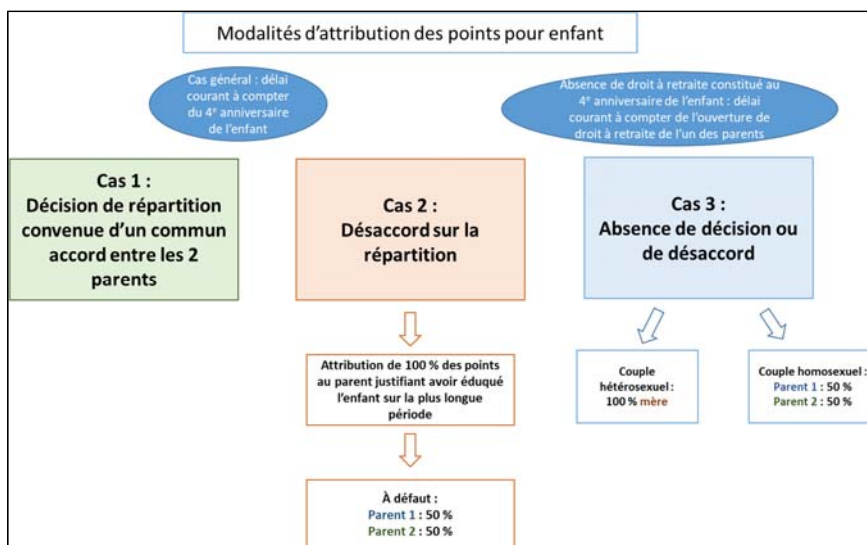 Modalités d'attribution des points pour enfant
Cas général : délai
courant à compter
du 4e anniversaire
de l'enfant
Absence de droit à retraite constitué au
4e anniversaire de l'enfant : délai
courant à compter de l'ouverture de
droit à retraite de l'un des parents
Cas 1 :
Décision de répartition
convenue d'un commun
accord entre les 2
parents
Cas 2 :
Désaccord sur la
répartition
Cas 3 :
Absence de décision ou
de désaccord
Attribution de 100 % des points
au parent justifiant avoir éduqué
l'enfant sur la plus longue
période
Couple
hétérosexuel :
100 % mère
Couple homosexuel :
Parent 1 : 50 %
Parent 2 : 50 %
À défaut :
Parent 1 : 50 %
Parent 2 : 50 %